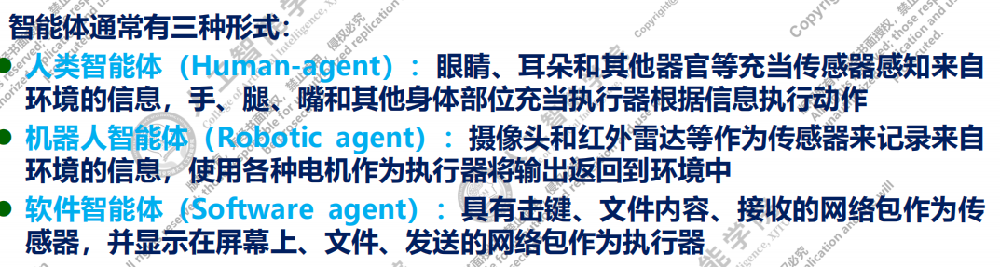 智能体通常有三种形式：
人类智能体（Human-agent）：眼睛、耳朵和其他器官等充当传感器感知来自
环境的信息，手、腿、嘴和其他身体部位充当执行器根据信息执行动作
机器人智能体（Robotic agent）：摄像头和红外雷达等作为传感器来记录来自
环境的信息，使用各种电机作为执行器将输出返回到环境中
软件智能体（Software agent）：具有击键、文件内容、接收的网络包作为传
感器，并显示在屏幕上、文件、发送的网络包作为执行器